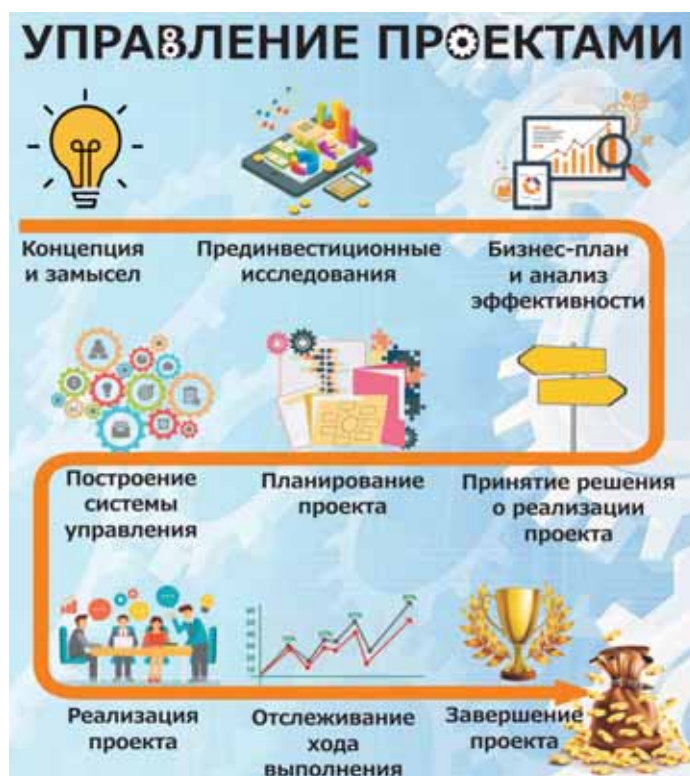 УПРАВЛЕНИЕ ПРОЕКТАМИ
Концепция
и замысел
Прединвестиционные
исследования
Бизнес-план
и анализ
эффективности
Построение
системы
управления
Планирование
проекта
Принятие решения
о реализации
проекта
Реализация
проекта
Отслеживание
хода
выполнения
Завершение
проекта